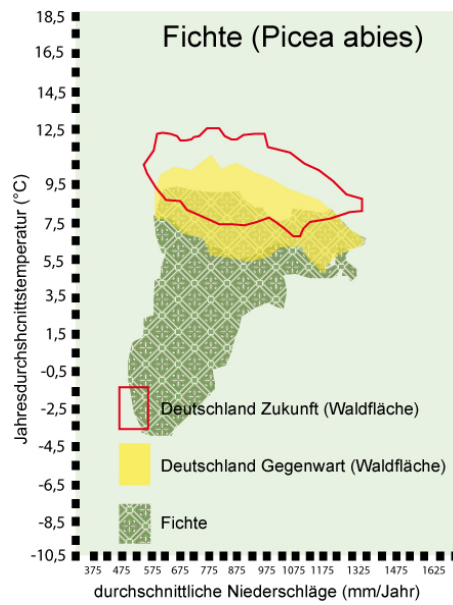 Fichte (Picea abies)
18,5
16,5
14,5
12,5
9,5
7,5
5,5
3,5
1,5
-0,5
-2,5
-4,5
-6,5
-8,5
-10,5
Jahresdurshcnittstemperatur (°C)
Deutschland Zukunft (Waldfläche)
Deutschland Gegenwart (Waldfläche)
Fichte
375 475 575 675 775 875 975 1075 1175 1325 1475 1625
durchschnittliche Niederschläge (mm/Jahr)